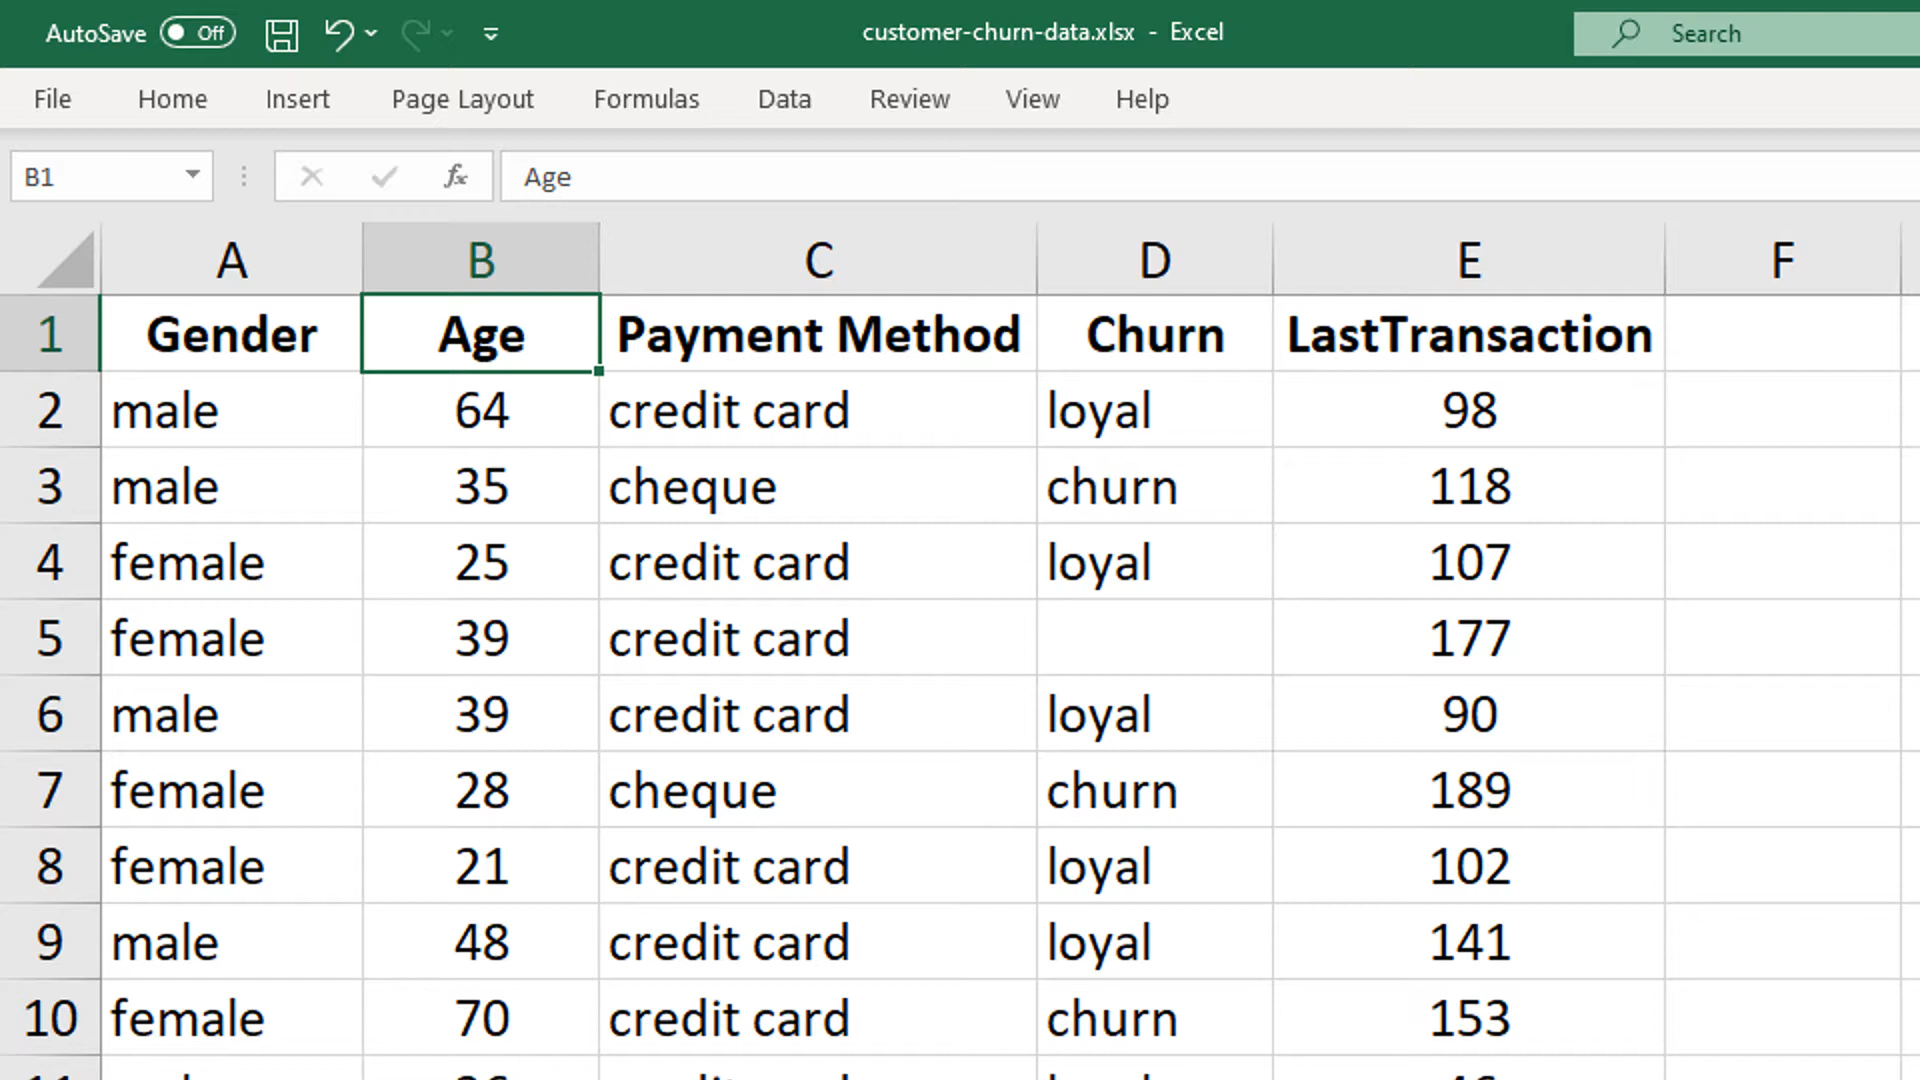 AutoSave Off customer-churn-data.xlsx - Excel Search
File Home Insert Page Layout Formulas Data Review View Help
B1 fx Age
A B C D E F
1 Gender Age Payment Method Churn LastTransaction
2 male 64 credit card loyal 98
3 male 35 cheque churn 118
4 female 25 credit card loyal 107
5 female 39 credit card 177
6 male 39 credit card loyal 90
7 female 28 cheque churn 189
8 female 21 credit card loyal 102
9 male 48 credit card loyal 141
10 female 70 credit card churn 153